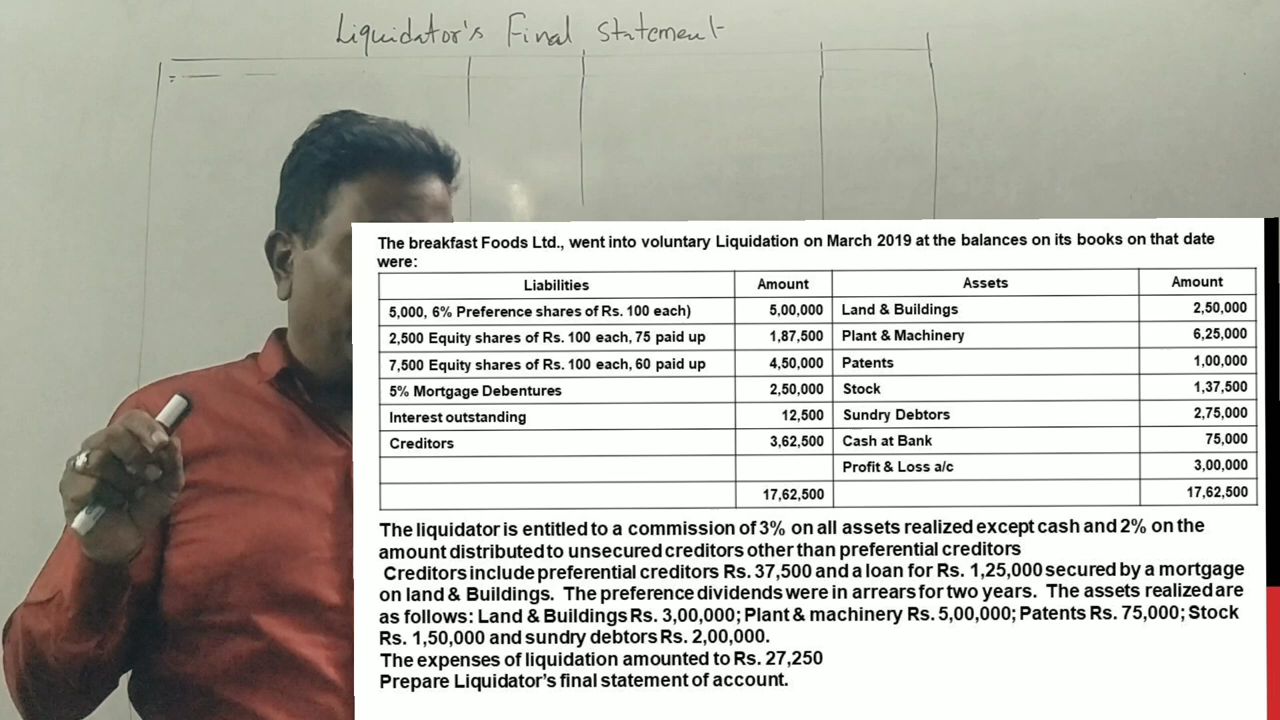 Liquidator's Final Statement
The breakfast Foods Ltd., went into voluntary Liquidation on March 2019 at the balances on its books on that date
were:
Liabilities Amount Assets Amount
5,000, 6% Preference shares of Rs. 100 each) 5,00,000 Land & Buildings 2,50,000
2,500 Equity shares of Rs. 100 each, 75 paid up 1,87,500 Plant & Machinery 6,25,000
7,500 Equity shares of Rs. 100 each, 60 paid up 4,50,000 Patents 1,00,000
5% Mortgage Debentures 2,50,000 Stock 1,37,500
Interest outstanding 12,500 Sundry Debtors 2,75,000
Creditors 3,62,500 Cash at Bank 75,000
Profit & Loss a/c 3,00,000
17,62,500 17,62,500
The liquidator is entitled to a commission of 3% on all assets realized except cash and 2% on the
amount distributed to unsecured creditors other than preferential creditors
Creditors include preferential creditors Rs. 37,500 and a loan for Rs. 1,25,000 secured by a mortgage
on land & Buildings. The preference dividends were in arrears for two years. The assets realized are
as follows: Land & Buildings Rs. 3,00,000; Plant & machinery Rs. 5,00,000; Patents Rs. 75,000; Stock
Rs. 1,50,000 and sundry debtors Rs. 2,00,000.
The expenses of liquidation amounted to Rs. 27,250
Prepare Liquidator's final statement of account.